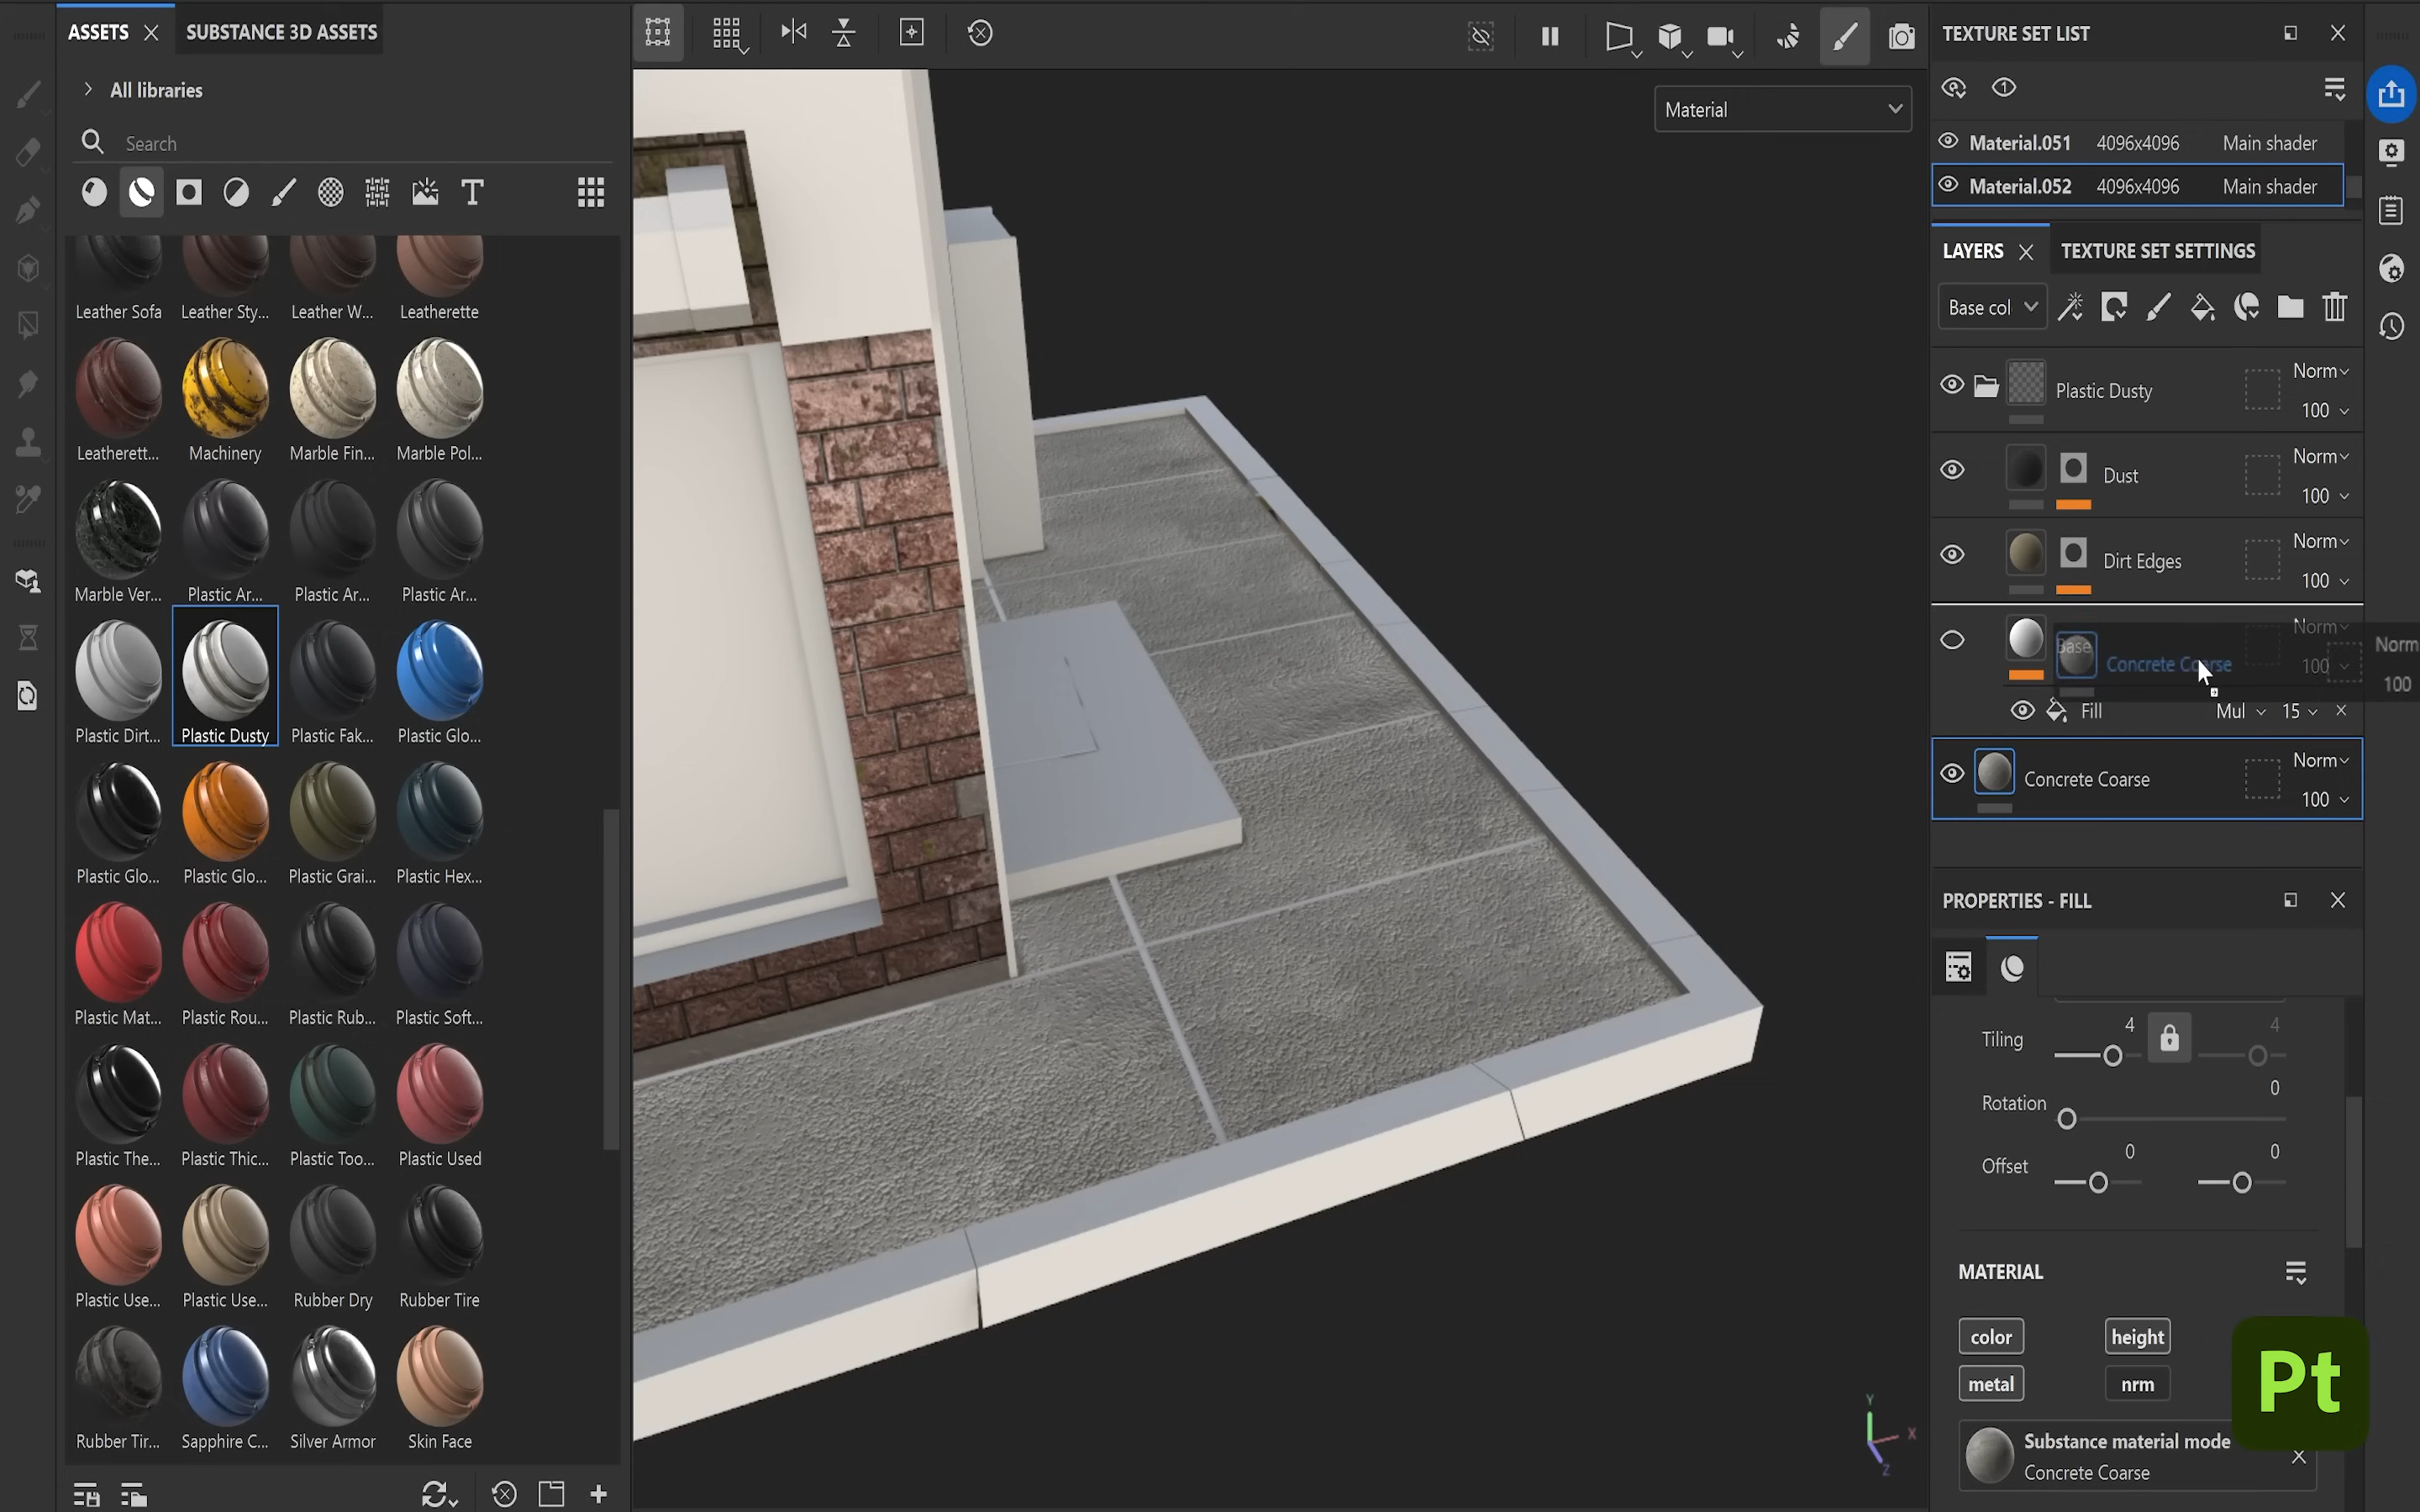 ASSETS
SUBSTANCE 3D ASSETS
All libraries
Search
Leather Sofa
Leather Sty...
Leather W...
Leatherette
Leatherett...
Machinery
Marble Fin...
Marble Pol...
Marble Ver...
Plastic Ar...
Plastic Ar...
Plastic Ar...
Plastic Dirt...
Plastic Dusty
Plastic Fak...
Plastic Glo...
Plastic Glo...
Plastic Glo...
Plastic Grai...
Plastic Hex...
Plastic Mat...
Plastic Rou...
Plastic Rub...
Plastic Soft...
Plastic The...
Plastic Thic...
Plastic Too...
Plastic Used
Plastic Use...
Plastic Use...
Rubber Dry
Rubber Tire
Rubber Tir...
Sapphire C...
Silver Armor
Skin Face
Material
Y
X
Z
TEXTURE SET LIST
1
Material.051 4096x4096 Main shader
Material.052 4096x4096 Main shader
LAYERS
TEXTURE SET SETTINGS
Base col
Plastic Dusty
Norm
100
Dust
Norm
100
Dirt Edges
Norm
100
Base
Norm
100
Concrete Coarse
Norm
100
Fill
Mul
15
Concrete Coarse
Norm
100
PROPERTIES - FILL
Tiling
4
4
Rotation
0
Offset
0
0
MATERIAL
color
height
metal
nrm
Substance material mode
Concrete Coarse
Pt